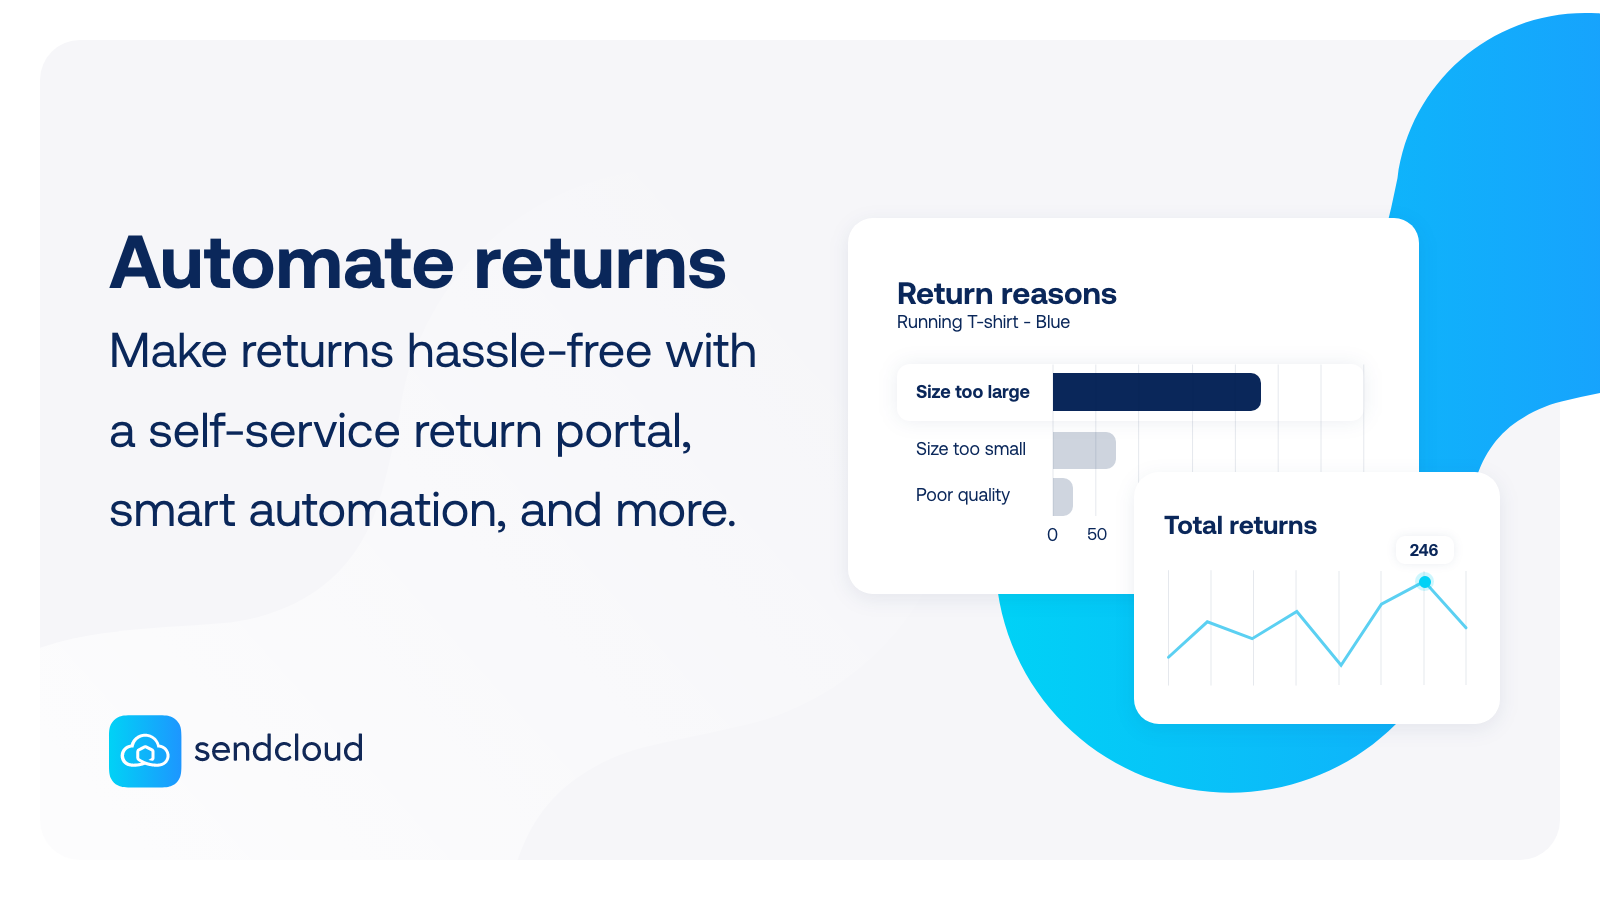 Automate returns
Make returns hassle-free with
a self-service return portal,
smart automation, and more.
sendcloud
Return reasons
Running T-shirt - Blue
Size too large
Size too small
Poor quality
0 50
Total returns
246